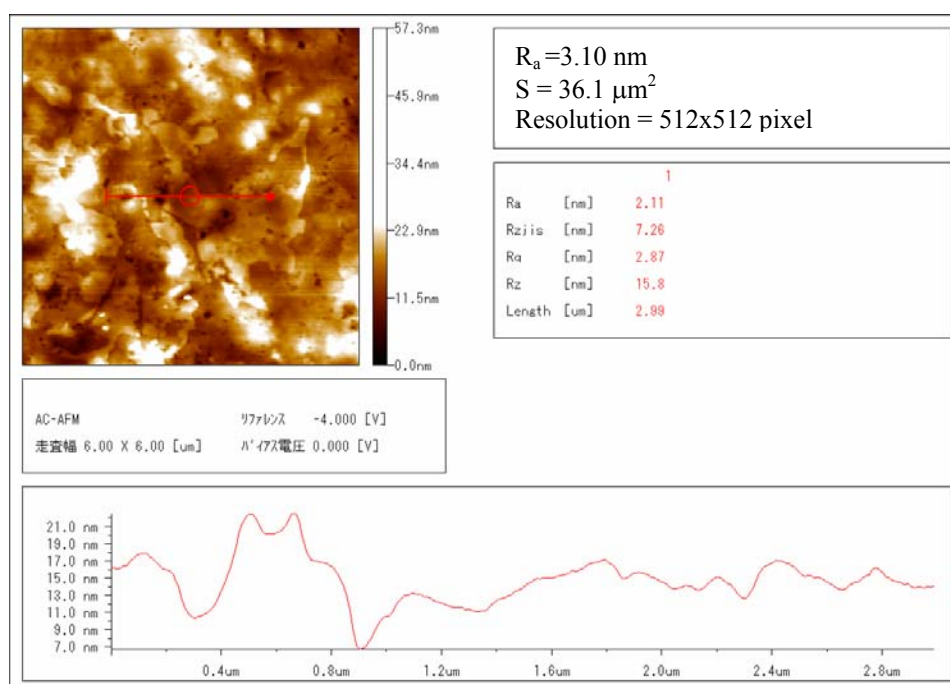 57.3nm
45.9nm
34.4nm
22.9nm
11.5nm
0.0nm
Ra =3.10 nm
S = 36.1 μm2
Resolution = 512x512 pixel
1
Ra [nm] 2.11
Rzjis [nm] 7.26
Rq [nm] 2.87
Rz [nm] 15.8
Length [um] 2.99
AC-AFM リファレンス -4.000 [V]
走査幅 6.00 X 6.00 [um] バイアス電圧 0.000 [V]
21.0 nm
19.0 nm
17.0 nm
15.0 nm
13.0 nm
11.0 nm
9.0 nm
7.0 nm
0.4um 0.8um 1.2um 1.6um 2.0um 2.4um 2.8um